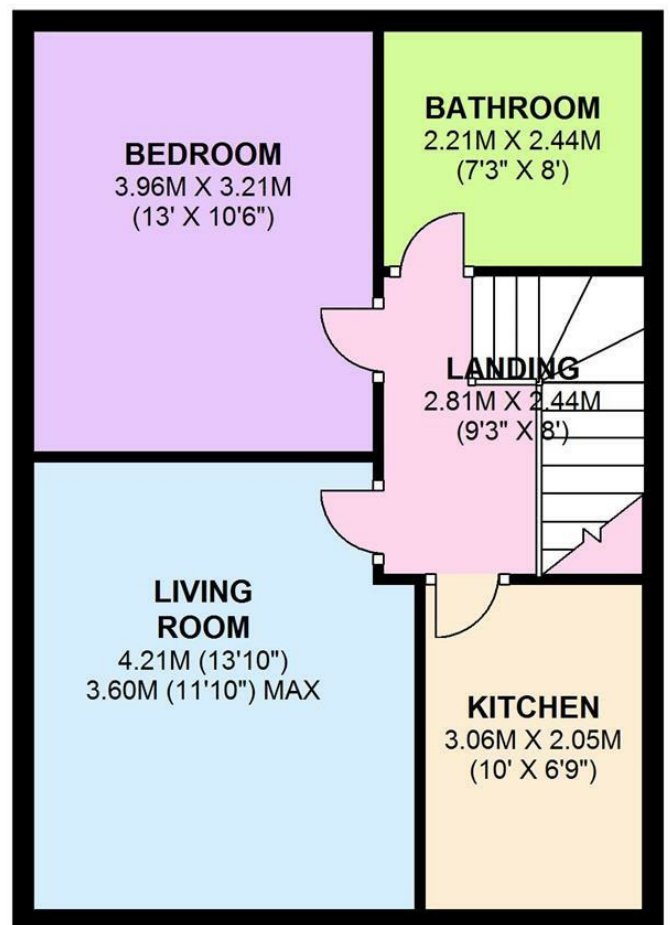 BEDROOM
3.96M X 3.21M
(13' X 10'6")
BATHROOM
2.21M X 2.44M
(7'3" X 8')
LANDING
2.81M X 2.44M
(9'3" X 8')
LIVING
ROOM
4.21M (13'10")
3.60M (11'10") MAX
KITCHEN
3.06M X 2.05M
(10' X 6'9")